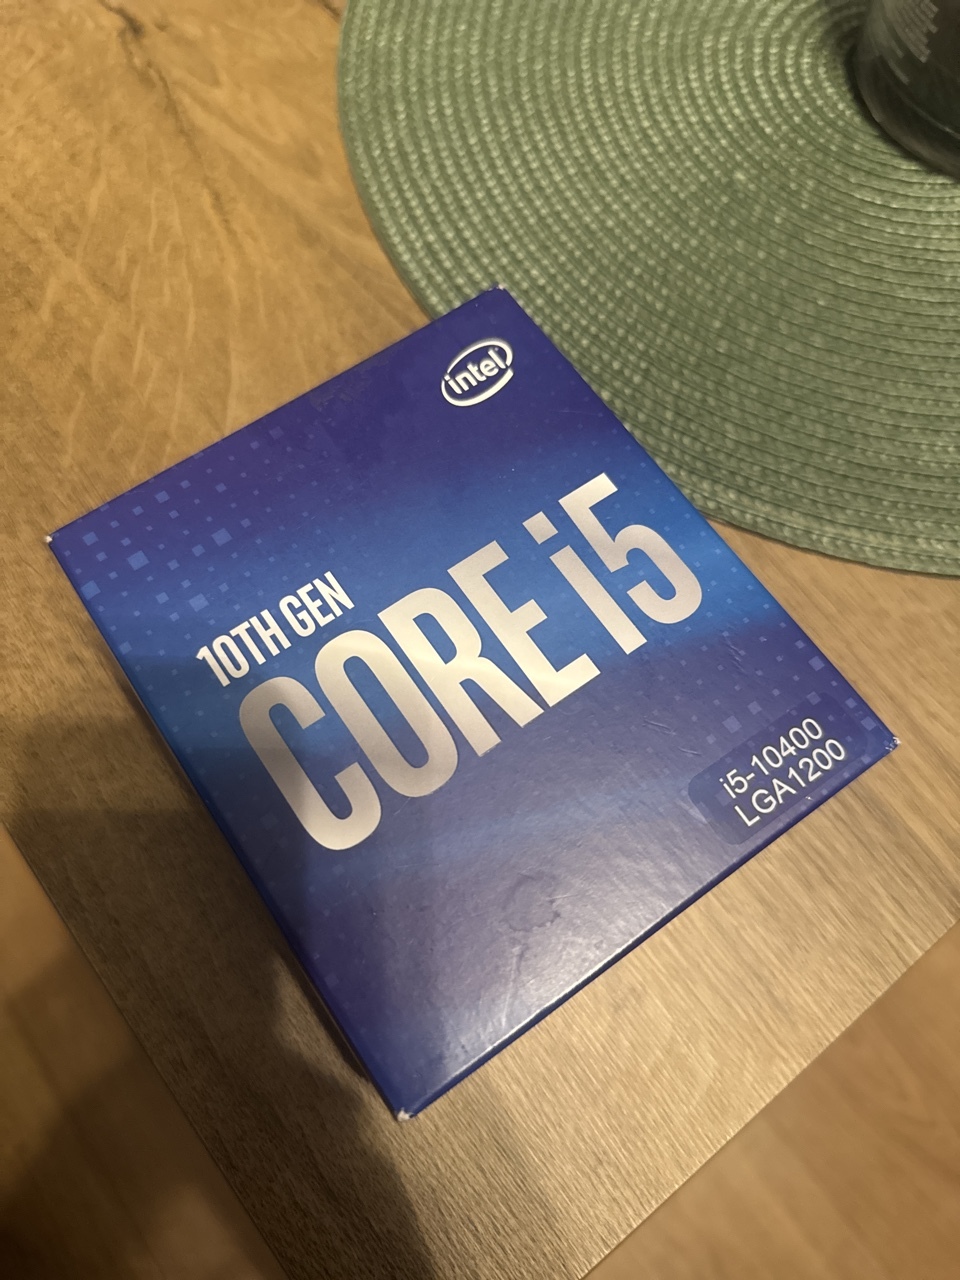 intel
10TH GEN
CORE i5
i5-10400
LGA1200